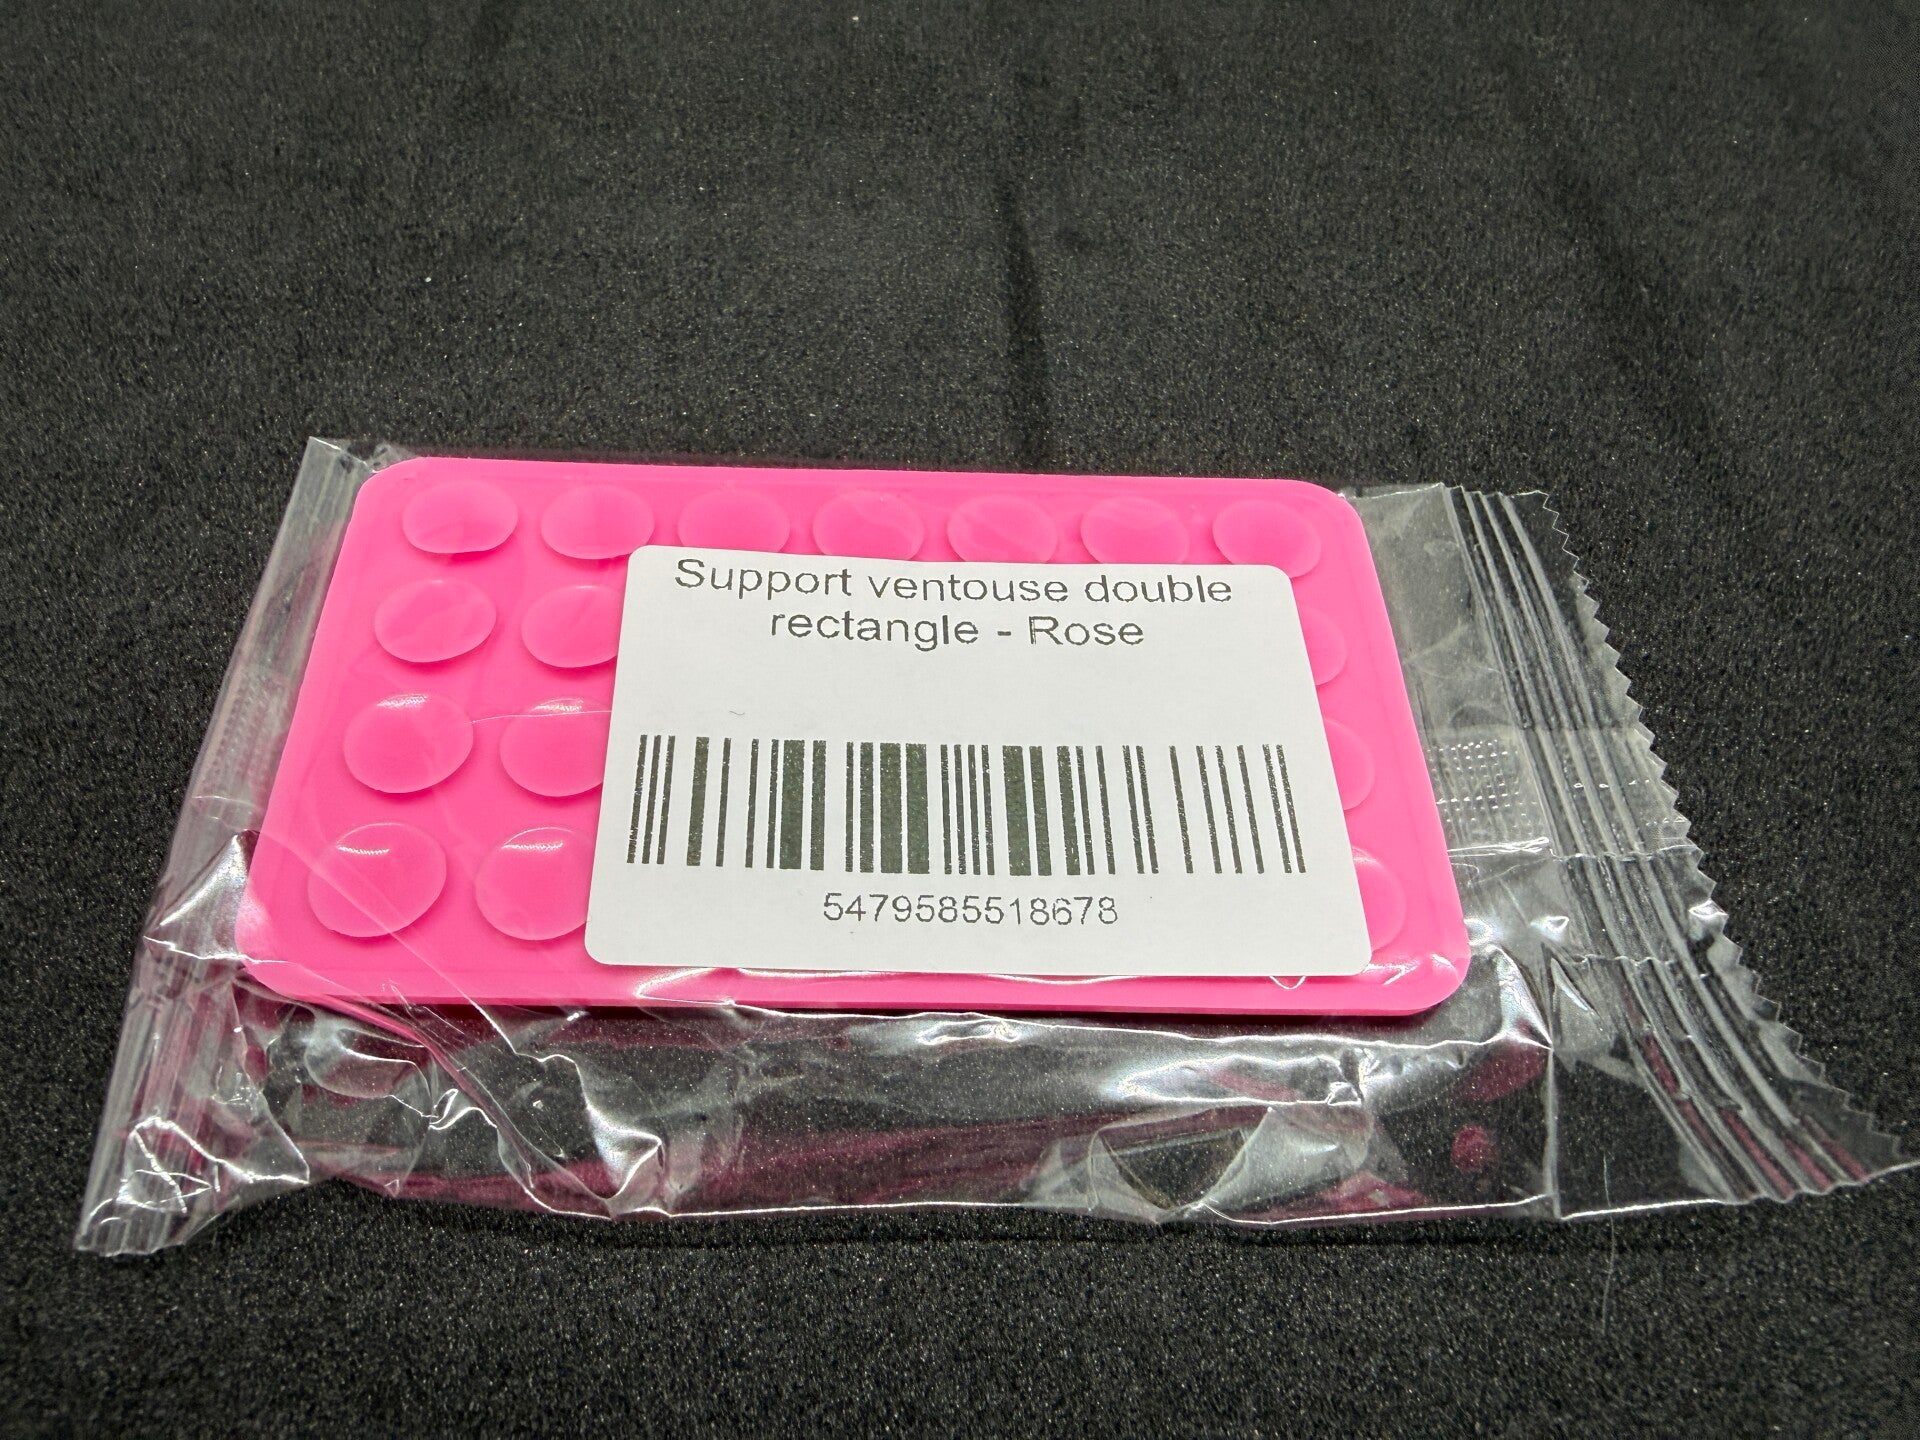 Support ventouse double
rectangle - Rose
5479585518678